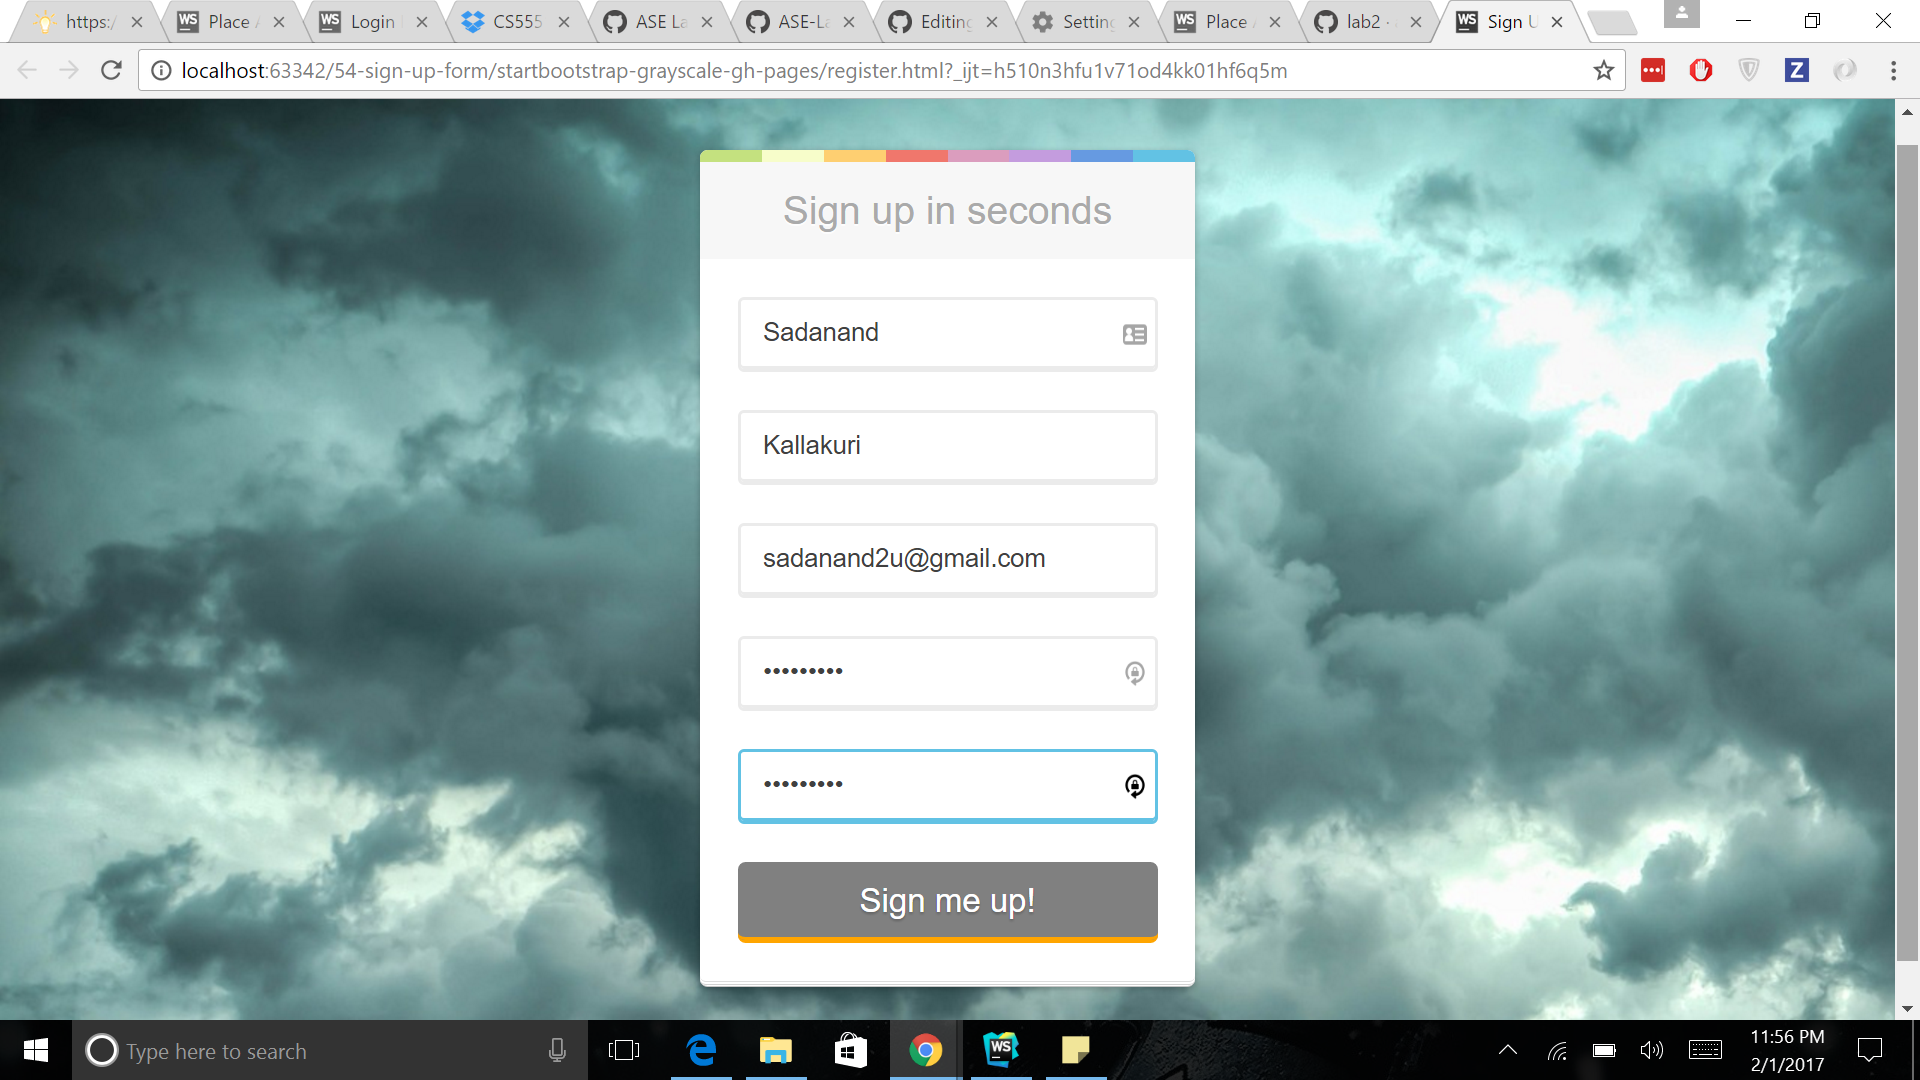 https:/
WS Place A
WS Login
CS555
ASE La
ASE-La
Editing
Setting
WS Place
lab2 ·
WS Sign U
localhost:63342/54-sign-up-form/startbootstrap-grayscale-gh-pages/register.html?_ijt=h510n3hfu1v71od4kk01hf6q5m
Z
Sign up in seconds
Sadanand
Kallakuri
sadanand2u@gmail.com
•••••••••
•••••••••
Sign me up!
Type here to search
WS
11:56 PM
2/1/2017